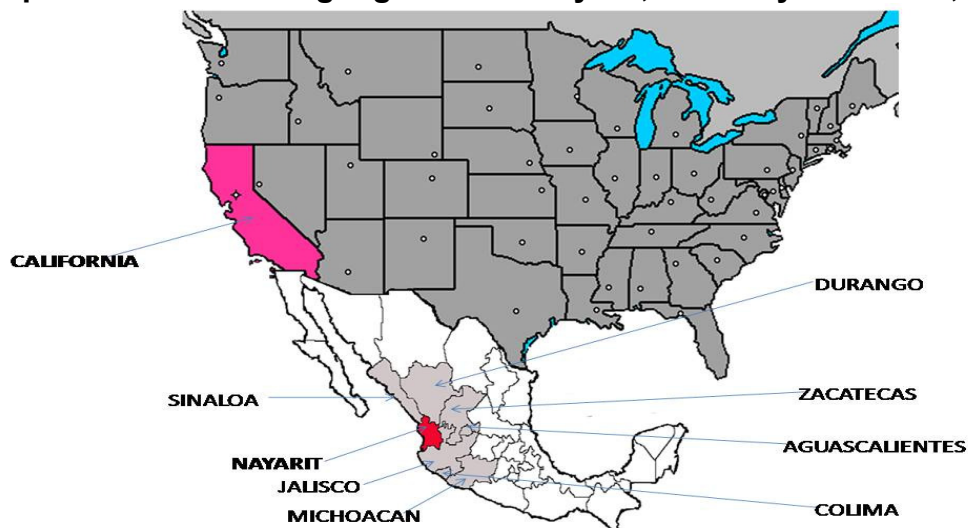 CALIFORNIA
DURANGO
SINALOA
ZACATECAS
AGUASCALIENTES
NAYARIT
JALISCO
COLIMA
MICHOACAN